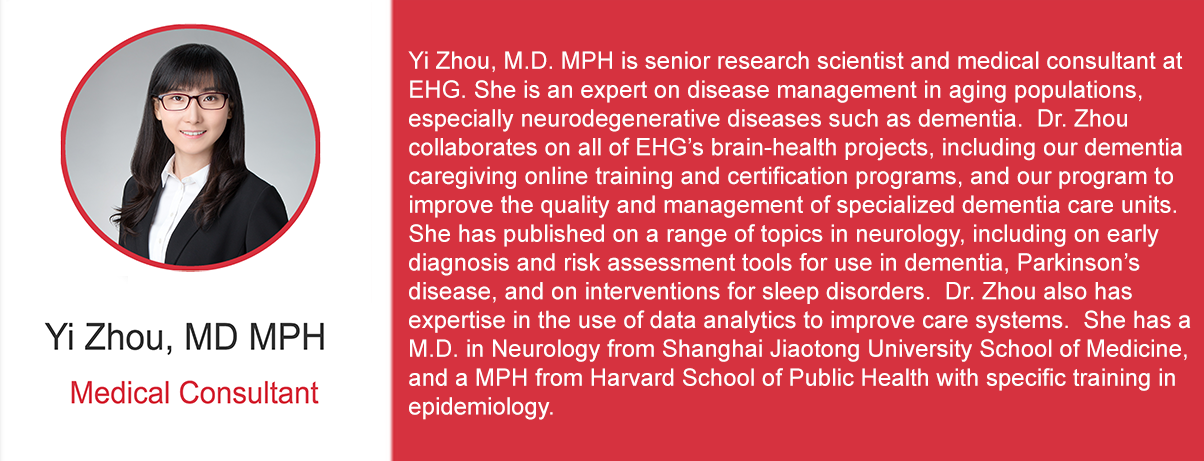 Yi Zhou, MD MPH
Medical Consultant
Yi Zhou, M.D. MPH is senior research scientist and medical consultant at
EHG. She is an expert on disease management in aging populations,
especially neurodegenerative diseases such as dementia.  Dr. Zhou
collaborates on all of EHG’s brain-health projects, including our dementia
caregiving online training and certification programs, and our program to
improve the quality and management of specialized dementia care units.
She has published on a range of topics in neurology, including on early
diagnosis and risk assessment tools for use in dementia, Parkinson’s
disease, and on interventions for sleep disorders.  Dr. Zhou also has
expertise in the use of data analytics to improve care systems.  She has a
M.D. in Neurology from Shanghai Jiaotong University School of Medicine,
and a MPH from Harvard School of Public Health with specific training in
epidemiology.